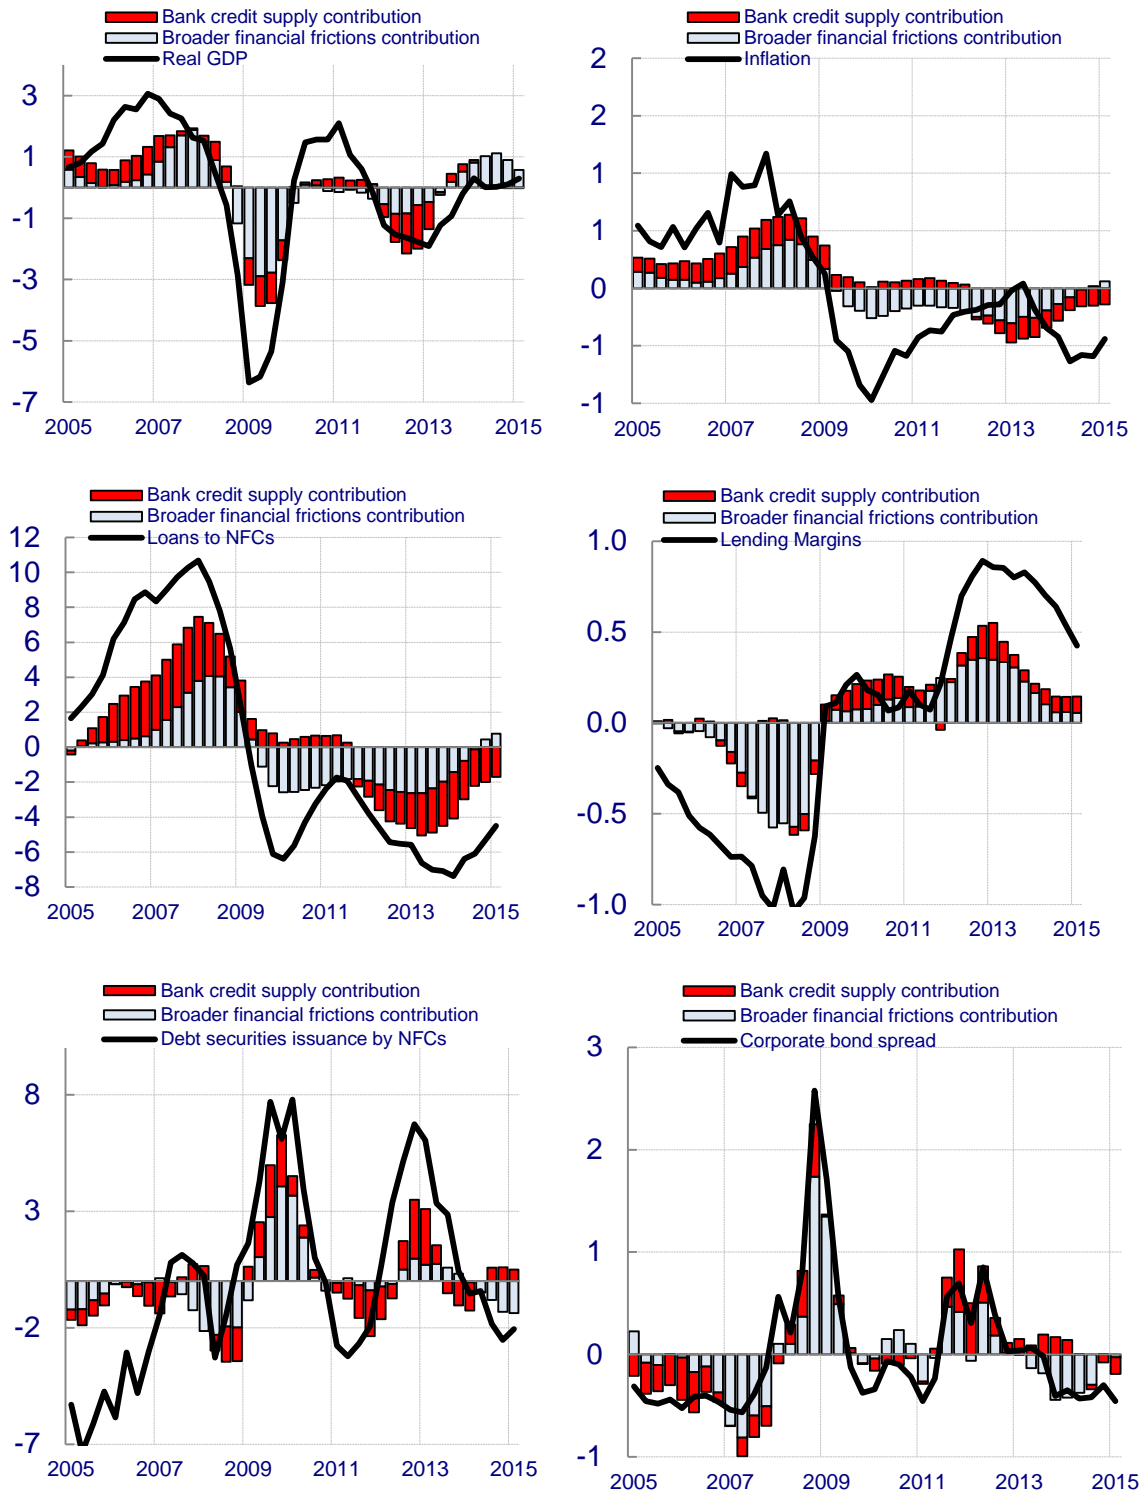 Bank credit supply contribution
Broader financial frictions contribution
Real GDP
3
1
-1
-3
-5
-7
2005 2007 2009 2011 2013 2015
Bank credit supply contribution
Broader financial frictions contribution
Inflation
2
2
1
1
0
-1
-1
2005 2007 2009 2011 2013 2015
Bank credit supply contribution
Broader financial frictions contribution
Loans to NFCs
12
10
8
6
4
2
0
-2
-4
-6
-8
2005 2007 2009 2011 2013 2015
Bank credit supply contribution
Broader financial frictions contribution
Lending Margins
1.0
0.5
0.0
-0.5
-1.0
2005 2007 2009 2011 2013 2015
Bank credit supply contribution
Broader financial frictions contribution
Debt securities issuance by NFCs
8
3
-2
-7
2005 2007 2009 2011 2013 2015
Bank credit supply contribution
Broader financial frictions contribution
Corporate bond spread
3
2
1
0
-1
2005 2007 2009 2011 2013 2015